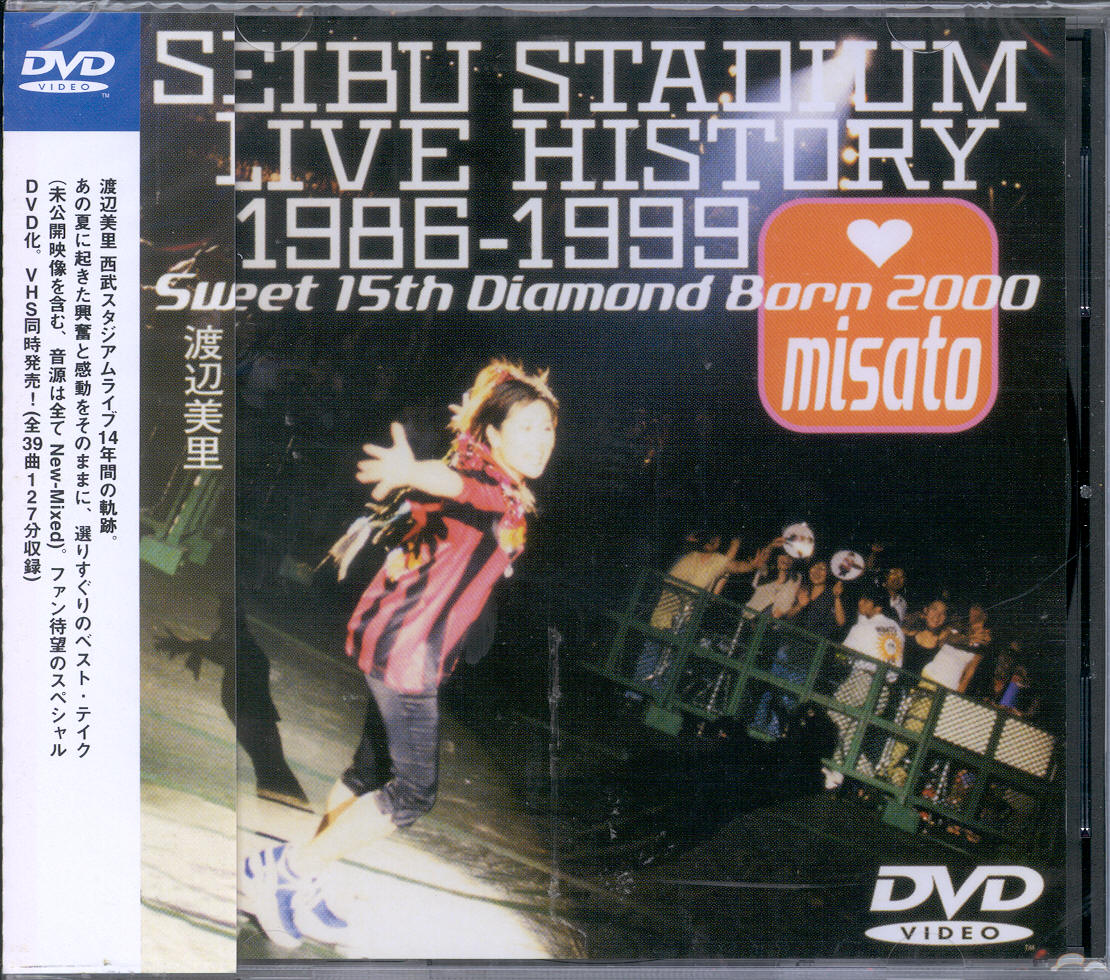 DVD
VIDEO
TM
渡辺美里 西武スタジアムライブ14年間の軌跡。
あの夏に起きた興奮と感動をそのままに、選りすぐりのベスト・テイク
(未公開映像を含む、音源は全て New-Mixed)。ファン待望のスペシャル
DVD化。VHS同時発売！(全39曲127分収録)
SEIBU STADIUM
LIVE HISTORY
1986-1999
Sweet 15th Diamond Born 2000
misato
渡辺美里
DVD
VIDEO
TM